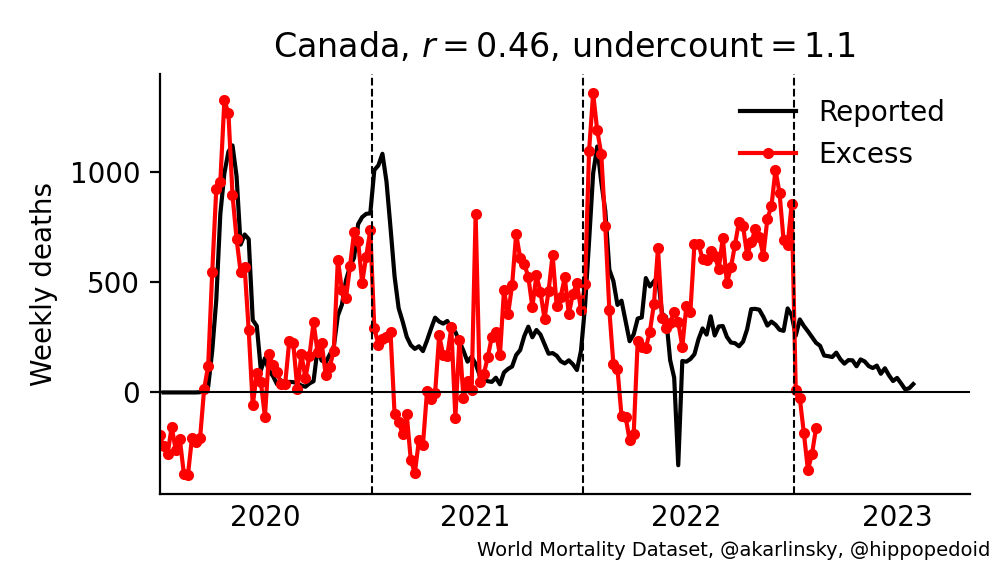 Canada, r = 0.46, undercount = 1.1
Reported
Excess
Weekly deaths
1000
500
0
2020 2021 2022 2023
World Mortality Dataset, @akarlinsky, @hippopedoid